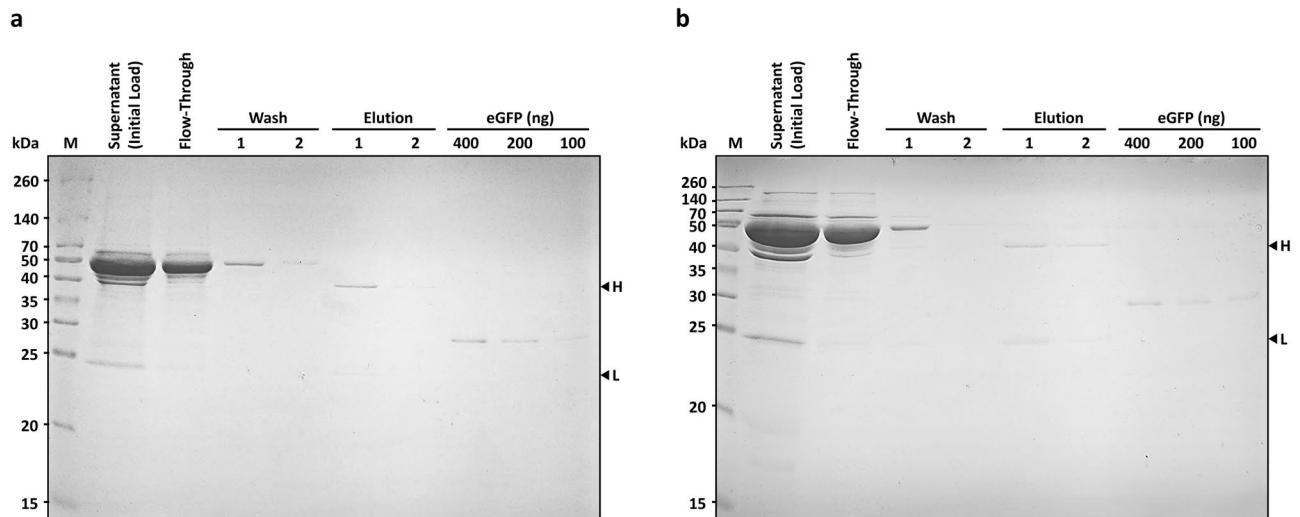 a
Supernatant
(Initial Load)
Flow-Through
Wash
Elution
eGFP (ng)
kDa M 1 2 1 2 400 200 100
260
140
70
50
40
35
30
25
20
15
H
L
b
Supernatant
(Initial Load)
Flow-Through
Wash
Elution
eGFP (ng)
kDa M 1 2 1 2 400 200 100
260
140
70
50
40
35
30
25
20
15
H
L